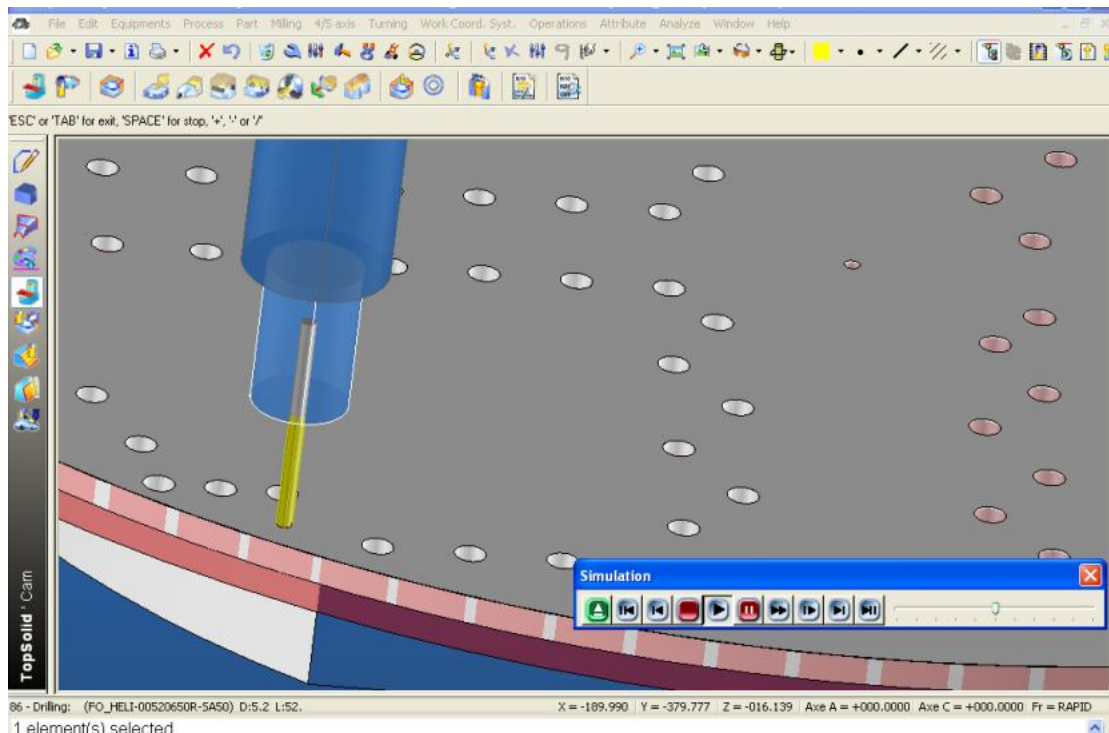 File Edit Equipments Process Part Milling 4/5 axis Turning Work Coord. Syst. Operations Attribute Analyze Window Help
'ESC' or 'TAB' for exit, 'SPACE' for stop, '+', '-' or '/'
TopSolid'Cam
Simulation
86 - Drilling: (FO_HELI-00520650R-SA50) D:5.2 L:52. X = -189.990 Y = -379.777 Z = -016.139 Axe A = +000.0000 Axe C = +000.0000 Fr = RAPID
1 element(s) selected